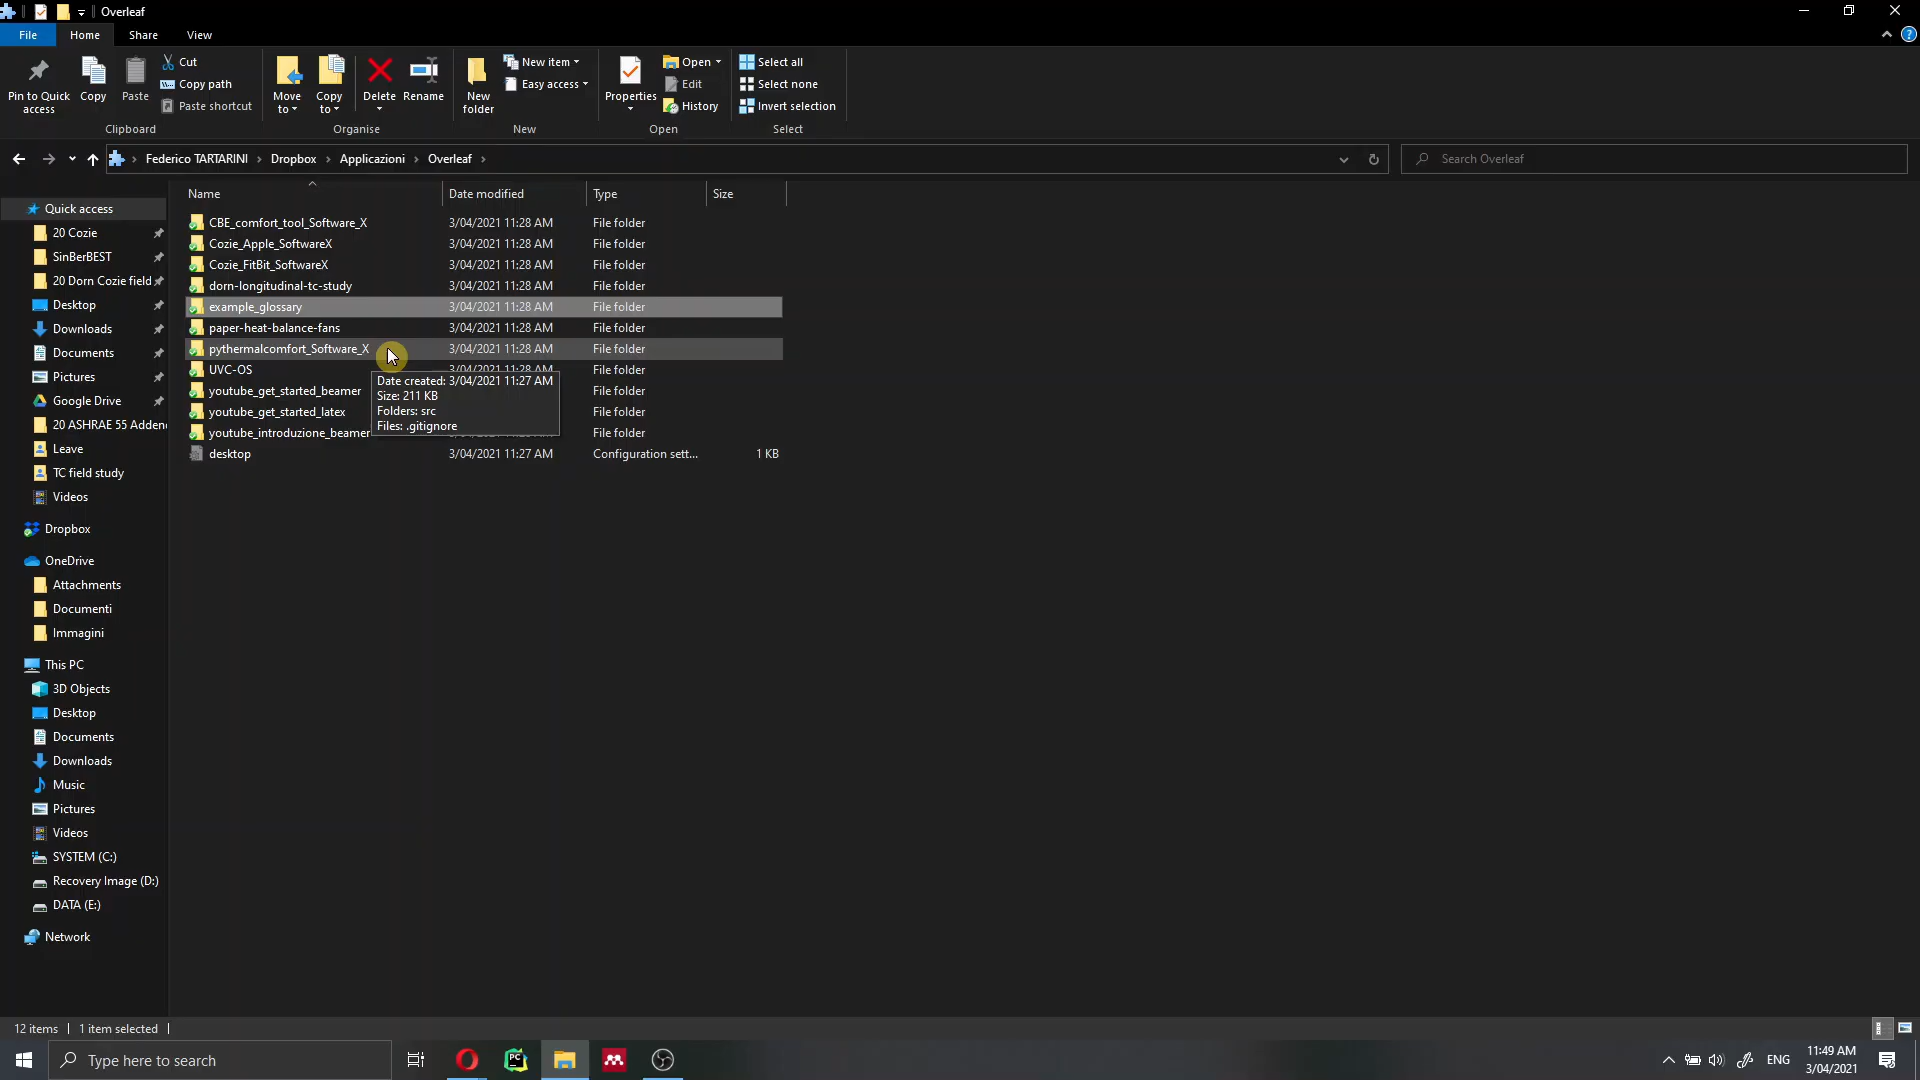 Overleaf
File Home Share View
Pin to Quick access
Copy
Paste
Cut
Copy path
Paste shortcut
Clipboard
Move to
Copy to
Delete
Rename
Organise
New folder
New item
Easy access
New
Properties
Open
Edit
History
Open
Select all
Select none
Invert selection
Select
Federico TARTARINI Dropbox Applicazioni Overleaf
Search Overleaf
Quick access
20 Cozie
SinBerBEST
20 Dorn Cozie field
Desktop
Downloads
Documents
Pictures
Google Drive
20 ASHRAE 55 Adden
Leave
TC field study
Videos
Dropbox
OneDrive
Attachments
Documenti
Immagini
This PC
3D Objects
Desktop
Documents
Downloads
Music
Pictures
Videos
SYSTEM (C:)
Recovery Image (D:)
DATA (E:)
Network
Name Date modified Type Size
CBE_comfort_tool_Software_X 3/04/2021 11:28 AM File folder
Cozie_Apple_SoftwareX 3/04/2021 11:28 AM File folder
Cozie_FitBit_SoftwareX 3/04/2021 11:28 AM File folder
dorn-longitudinal-tc-study 3/04/2021 11:28 AM File folder
example_glossary 3/04/2021 11:28 AM File folder
paper-heat-balance-fans 3/04/2021 11:28 AM File folder
pythermalcomfort_Software_X 3/04/2021 11:28 AM File folder
UVC-OS 3/04/2021 11:28 AM File folder
youtube_get_started_beamer File folder
youtube_get_started_latex File folder
youtube_introduzione_beamer File folder
desktop 3/04/2021 11:27 AM Configuration sett... 1 KB
Date created: 3/04/2021 11:27 AM
Size: 211 KB
Folders: src
Files: .gitignore
12 items 1 item selected
Type here to search
PC
ENG
11:49 AM
3/04/2021